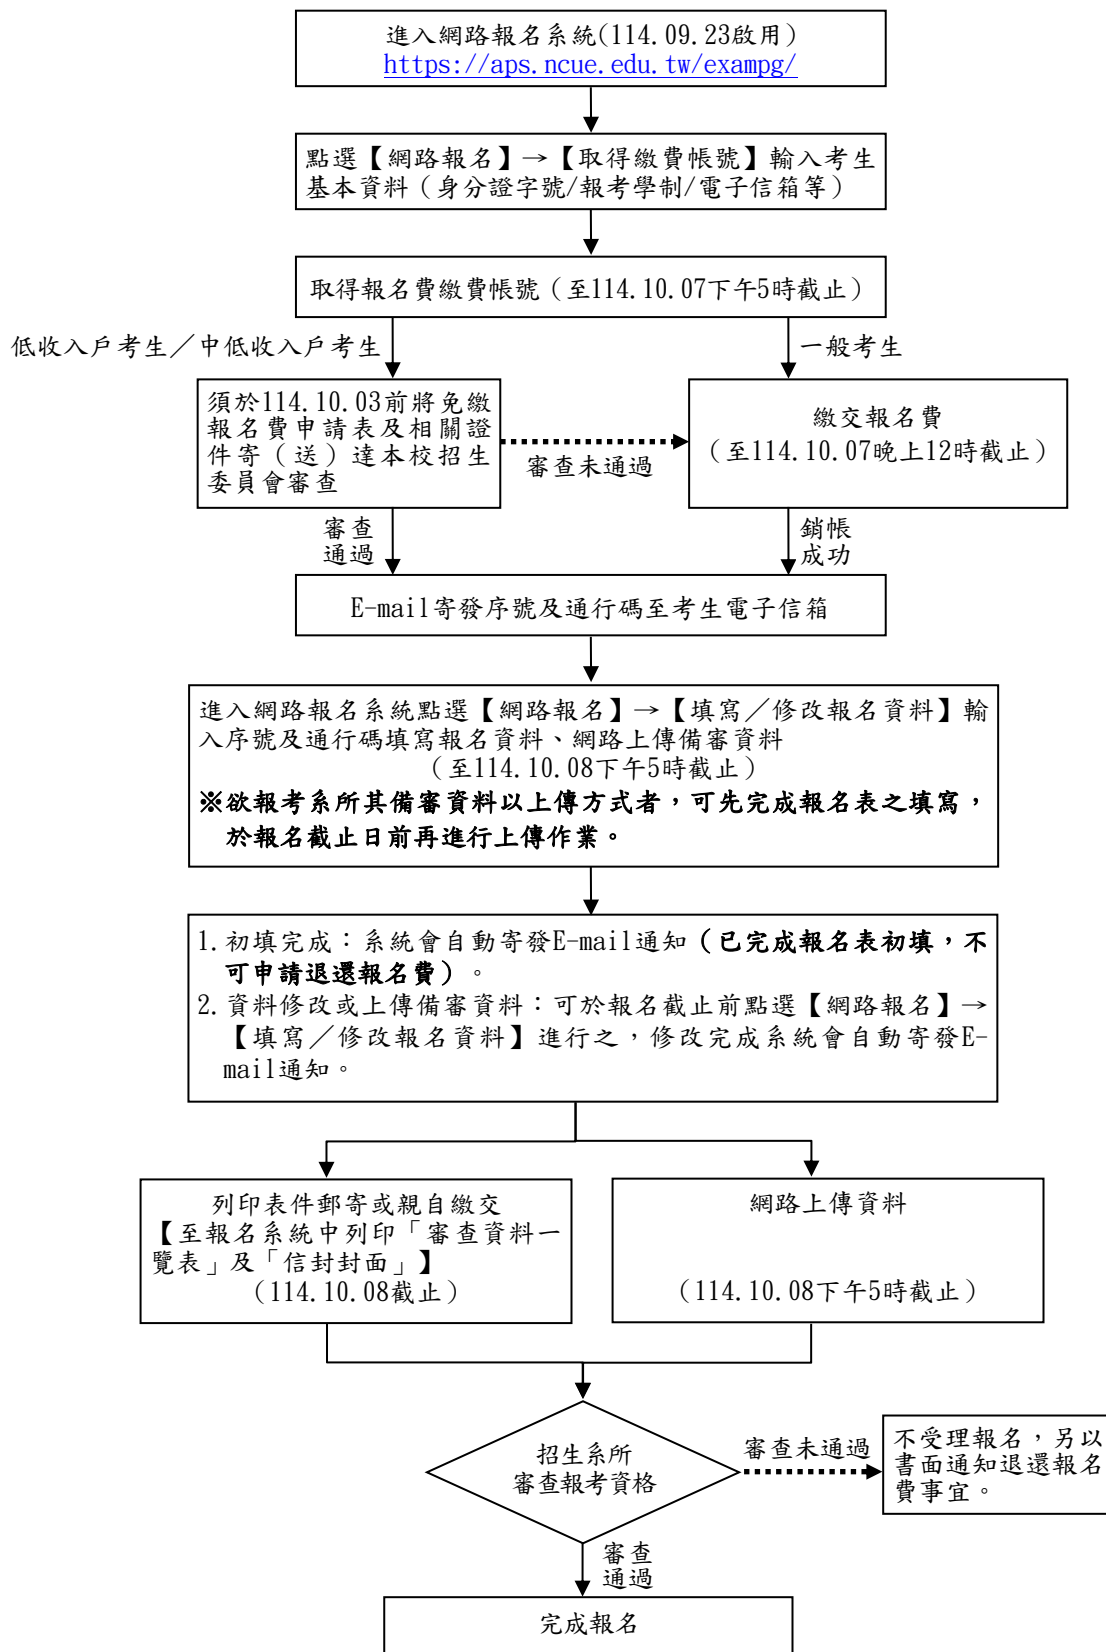 進入網路報名系統(114.09.23啟用)
https://aps.ncue.edu.tw/exampg/
點選【網路報名】→【取得繳費帳號】輸入考生
基本資料（身分證字號/報考學制/電子信箱等）
取得報名費繳費帳號（至114.10.07下午5時截止）
低收入戶考生／中低收入戶考生
一般考生
須於114.10.03前將免繳
報名費申請表及相關證
件寄（送）達本校招生
委員會審查
審查未通過
繳交報名費
（至114.10.07晚上12時截止）
審查
通過
銷帳
成功
E-mail寄發序號及通行碼至考生電子信箱
進入網路報名系統點選【網路報名】→【填寫／修改報名資料】輸
入序號及通行碼填寫報名資料、網路上傳備審資料
（至114.10.08下午5時截止）
※欲報考系所其備審資料以上傳方式者，可先完成報名表之填寫，
於報名截止日前再進行上傳作業。
1.初填完成：系統會自動寄發E-mail通知（已完成報名表初填，不
可申請退還報名費）。
2.資料修改或上傳備審資料：可於報名截止前點選【網路報名】→
【填寫／修改報名資料】進行之，修改完成系統會自動寄發E-
mail通知。
列印表件郵寄或親自繳交
【至報名系統中列印「審查資料一
覽表」及「信封封面」】
（114.10.08截止）
網路上傳資料
（114.10.08下午5時截止）
招生系所
審查報考資格
審查未通過
不受理報名，另以
書面通知退還報名
費事宜。
審查
通過
完成報名